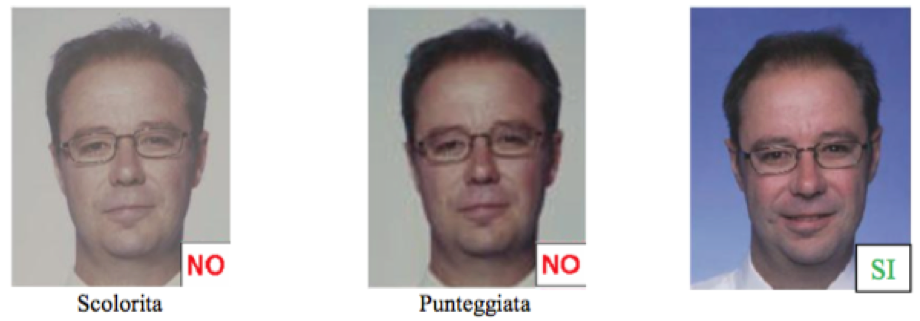 NO
NO
SI
Scolorita
Punteggiata